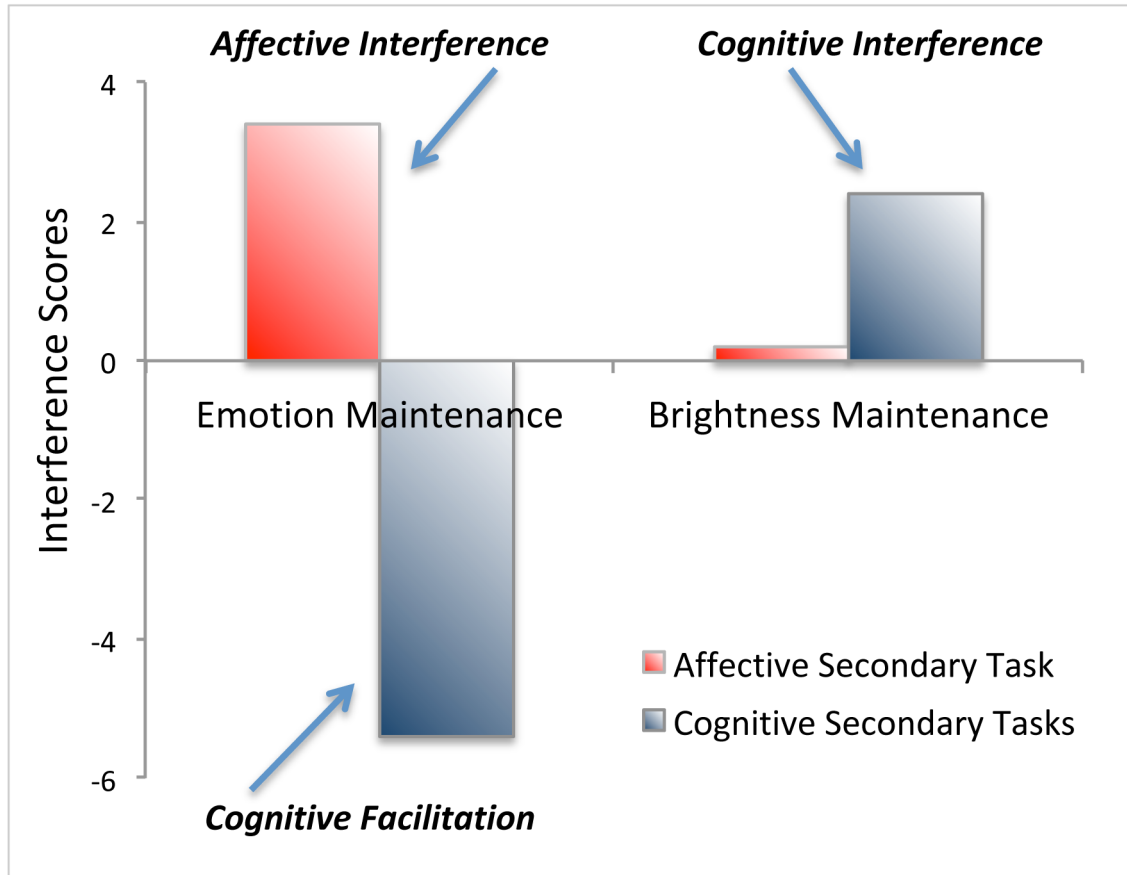 Affective Interference
Cognitive Interference
4
2
0
-2
-4
-6
Interference Scores
Emotion Maintenance
Brightness Maintenance
Affective Secondary Task
Cognitive Secondary Tasks
Cognitive Facilitation